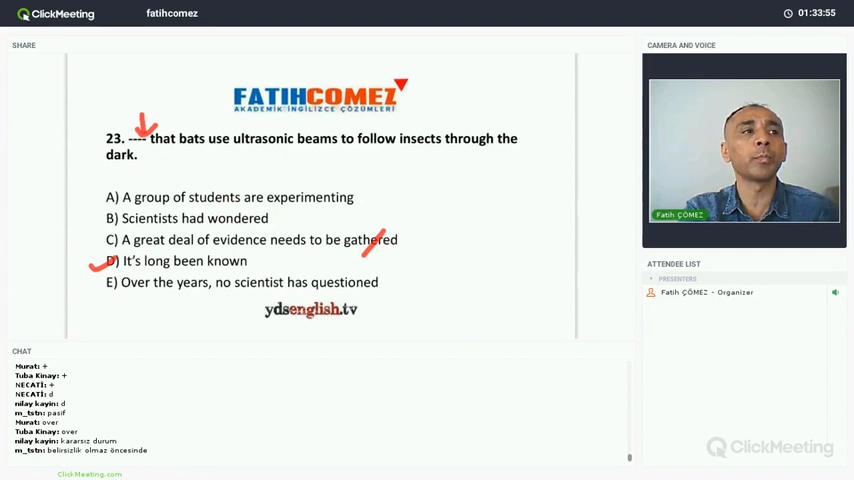 ClickMeeting
fatihcomez
01:33:55
SHARE
CAMERA AND VOICE
FATIHCOMEZ
AKADEMİK İNGİLİZCE ÇÖZÜMLERİ
23. ---- that bats use ultrasonic beams to follow insects through the
dark.
A) A group of students are experimenting
B) Scientists had wondered
C) A great deal of evidence needs to be gathered
D) It's long been known
E) Over the years, no scientist has questioned
ydsenglish.tv
Fatih ÇÖMEZ
ATTENDEE LIST
PRESENTERS
Fatih ÇÖMEZ - Organizer
CHAT
Murat: +
Tuba Kinay: +
NECATİ: +
NECATİ: d
nilay kayin: d
m_tstn: pasif
Murat: over
Tuba Kinay: over
nilay kayin: kararsız durum
m_tstn: belirsizlik olmaz öncesinde
ClickMeeting
ClickMeeting.com